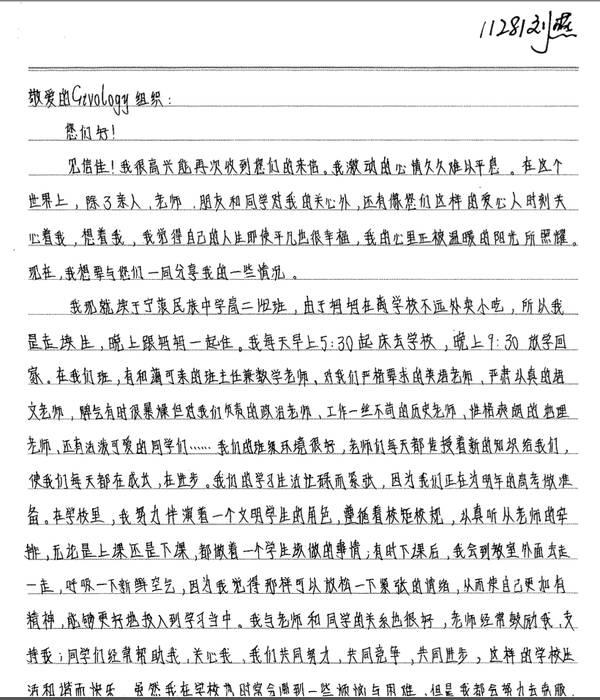 11281刘燕
敬爱的Givology组织：
您们好！
见信佳！我很高兴能再次收到您们的来信。我激动的心情久久难以平息。在这个
世界上，除了亲人、老师、朋友和同学对我的关心外，还有像您们这样的爱心人时刻关
心着我，想着我，我觉得自己的人生即使平凡也很幸福，我的心里正被温暖的阳光所照耀。
现在，我想要与您们一同分享我的一些情况。
我现就读于宁蒗民族中学高二班，由于妈妈在离学校不远处卖小吃，所以我
是走读生，晚上跟妈妈一起住。我每天早上5:30起床去学校，晚上9:30放学回
家。在我们班，有和蔼可亲的班主任兼数学老师、对我们严格要求的英语老师、严肃认真的语
文老师，脾气有时很暴燥但对我们负责的政治老师、工作一丝不苟的历史老师、性格爽朗的地理
老师、还有活泼可爱的同学们……我们的班级环境很好，老师们每天都传授着新的知识给我们，
使我们每天都在成长，在进步。我们的学习生活忙碌而紧张，因为我们正在为明年的高考做准
备。在学校里，我努力伴演着一个文明学生的角色，遵循着校矩校规，认真听从老师的安
排，无论是上课还是下课，都做着一个学生该做的事情；有时下课后，我会到教室外面去走
一走，呼吸一下新鲜空气，因为我觉得那样可以放松一下紧张的情绪，从而使自己更加有
精神，能够更好地投入到学习当中。我与老师和同学的关系也很好，老师经常鼓励我，支
持我；同学们经常帮助我，关心我，我们共同努力，共同竞争，共同进步，这样的学校生
活和谐而快乐。虽然我在学校为时常会遇到一些烦恼与困难，但是我都会努力去克服